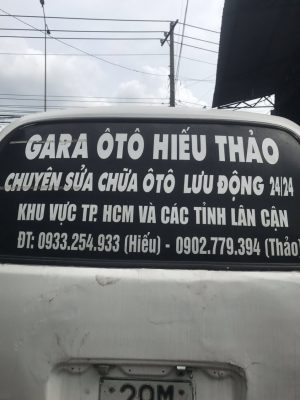 GARA ÔTÔ HIẾU THẢO
CHUYÊN SỬA CHỮA ÔTÔ LƯU ĐỘNG 24/24
KHU VỰC TP. HCM VÀ CÁC TỈNH LÂN CẬN
ĐT: 0933.254.933 (Hiếu) - 0902.779.394 (Thảo)
20M